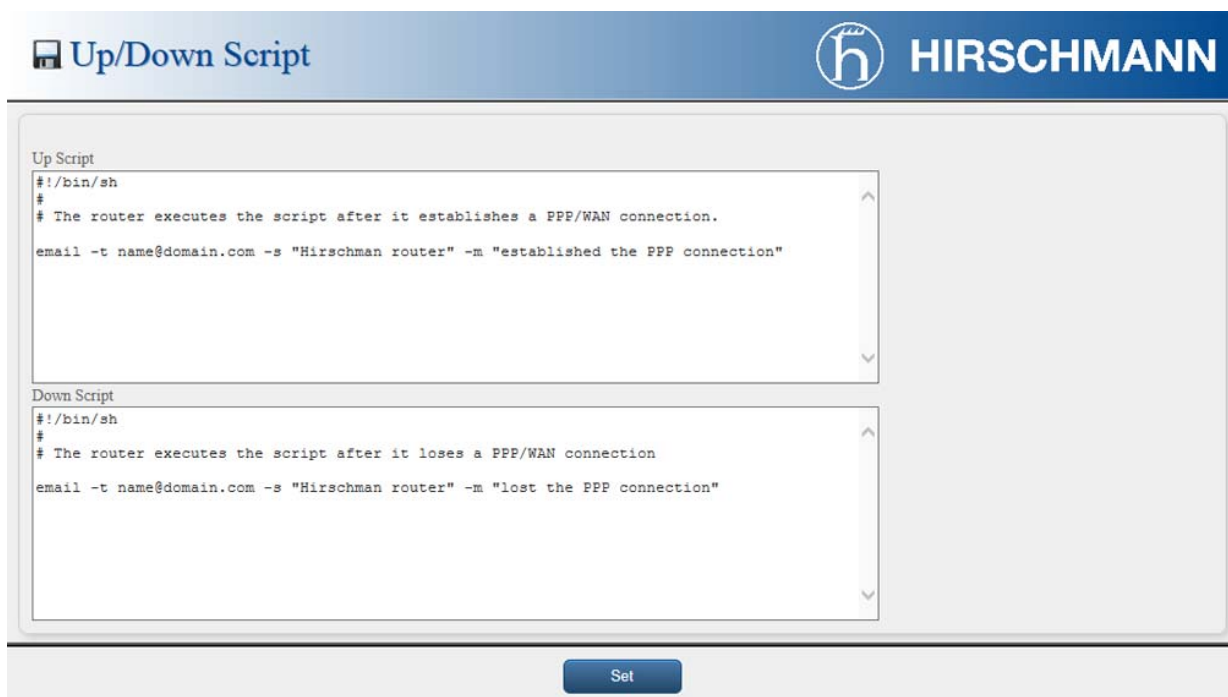 Up/Down Script
HIRSCHMANN
Up Script
#!/bin/sh
#
# The router executes the script after it establishes a PPP/WAN connection.
email -t name@domain.com -s "Hirschman router" -m "established the PPP connection"
Down Script
#!/bin/sh
#
# The router executes the script after it loses a PPP/WAN connection
email -t name@domain.com -s "Hirschman router" -m "lost the PPP connection"
Set